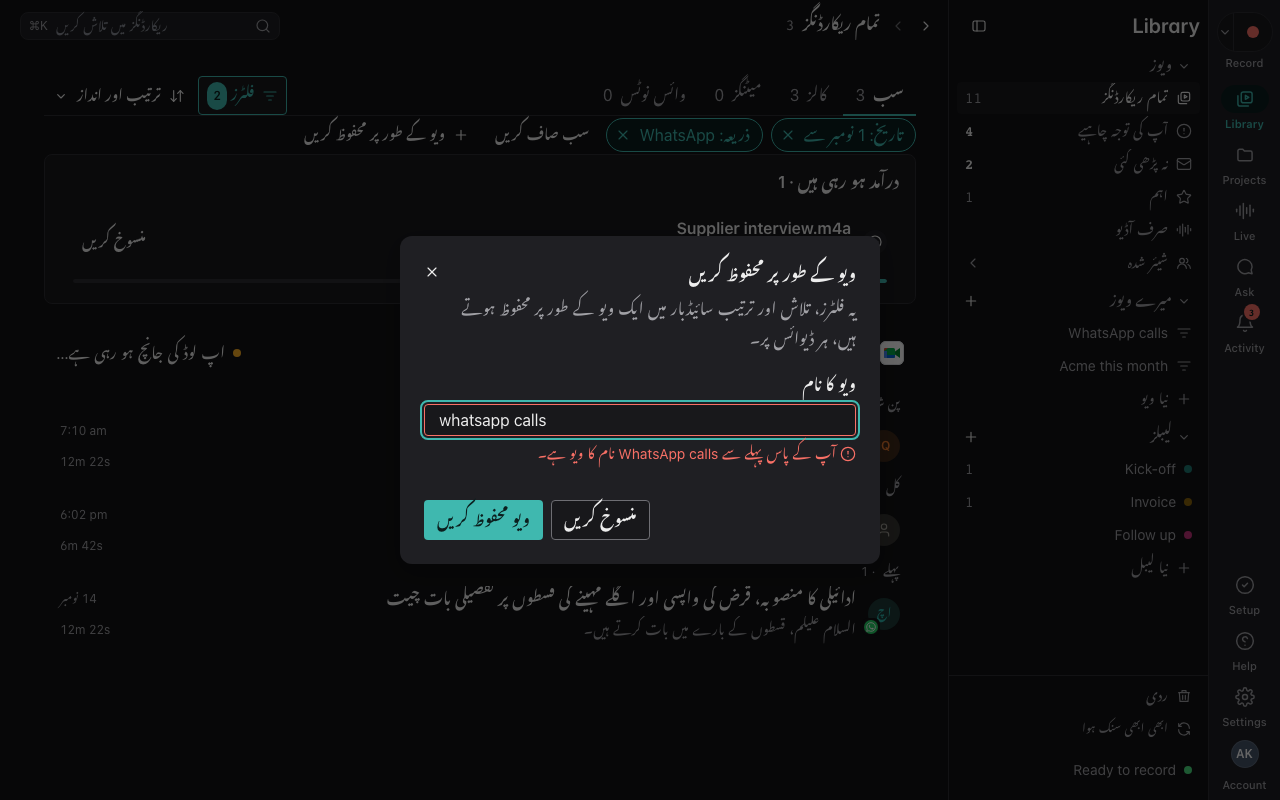 Record
Library
Projects
Live
Ask
3
Activity
Setup
Help
Settings
AK
Account
Library
ویوز
تمام ریکارڈنگز 11
آپ کی توجہ چاہیے 4
نہ پڑھی گئی 2
اہم 1
صرف آڈیو
شیئر شدہ
میرے ویوز
WhatsApp calls
Acme this month
نیا ویو
لیبلز
Kick-off 1
Invoice 1
Follow up
نیا لیبل
ردی
ابھی ابھی سنک ہوا
Ready to record
تمام ریکارڈنگز 3
ریکارڈنگز میں تلاش کریں ⌘K
سب 3
کالز 3
میٹنگز 0
وائس نوٹس 0
فلٹرز 2
ترتیب اور انداز
تاریخ: 1 نومبر سے
ذریعہ: WhatsApp
سب صاف کریں
ویو کے طور پر محفوظ کریں
درآمد ہو رہی ہیں · 1
Supplier interview.m4a
منسوخ کریں
اپ لوڈ کی جانچ ہو رہی ہے...
7:10 am
12m 22s
کل
6:02 pm
6m 42s
پہلے · 1
ادائیگی کا منصوبہ، قرض کی واپسی اور اگلے مہینے کی قسطوں پر تفصیلی بات چیت
14 نومبر
السلام علیکم، قسطوں کے بارے میں بات کرتے ہیں۔
12m 22s
ویو کے طور پر محفوظ کریں
یہ فلٹرز، تلاش اور ترتیب سائیڈبار میں ایک ویو کے طور پر محفوظ ہوتے
ہیں، ہر ڈیوائس پر۔
ویو کا نام
whatsapp calls
آپ کے پاس پہلے سے WhatsApp calls نام کا ویو ہے۔
منسوخ کریں
ویو محفوظ کریں